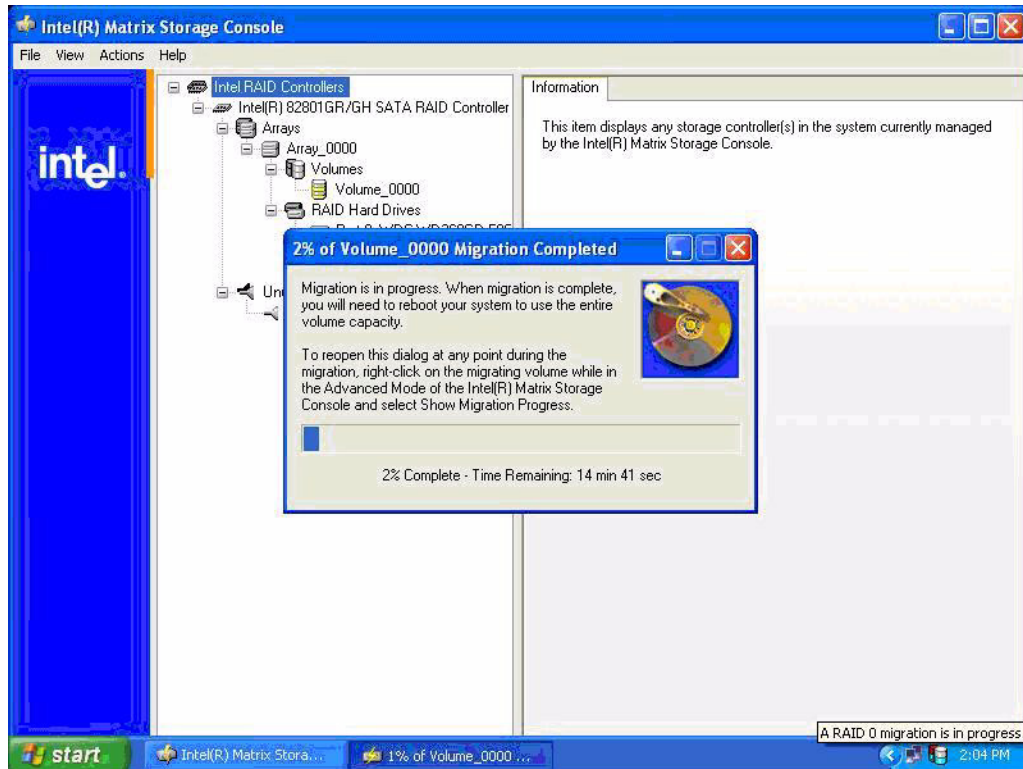 Intel(R) Matrix Storage Console
File View Actions Help
intel.
Intel RAID Controllers
Intel(R) 82801GR/GH SATA RAID Controller
Arrays
Array_0000
Volumes
Volume_0000
RAID Hard Drives
Information
This item displays any storage controller(s) in the system currently managed
by the Intel(R) Matrix Storage Console.
2% of Volume_0000 Migration Completed
Migration is in progress. When migration is complete,
you will need to reboot your system to use the entire
volume capacity.
To reopen this dialog at any point during the
migration, right-click on the migrating volume while in
the Advanced Mode of the Intel(R) Matrix Storage
Console and select Show Migration Progress.
2% Complete - Time Remaining: 14 min 41 sec
A RAID 0 migration is in progress
start
Intel(R) Matrix Stora...
1% of Volume_0000 ...
2:04 PM